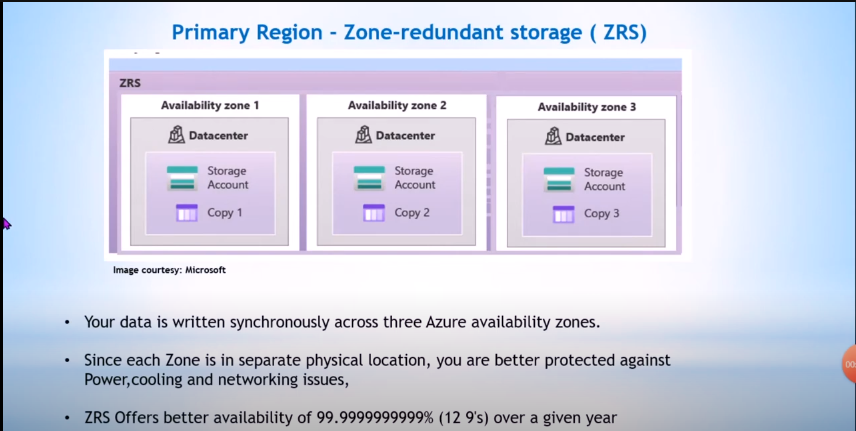 Primary Region - Zone-redundant storage ( ZRS)
ZRS
Availability zone 1
Datacenter
Storage
Account
Copy 1
Availability zone 2
Datacenter
Storage
Account
Copy 2
Availability zone 3
Datacenter
Storage
Account
Copy 3
Image courtesy: Microsoft
• Your data is written synchronously across three Azure availability zones.
• Since each Zone is in separate physical location, you are better protected against
Power,cooling and networking issues,
• ZRS Offers better availability of 99.9999999999% (12 9's) over a given year